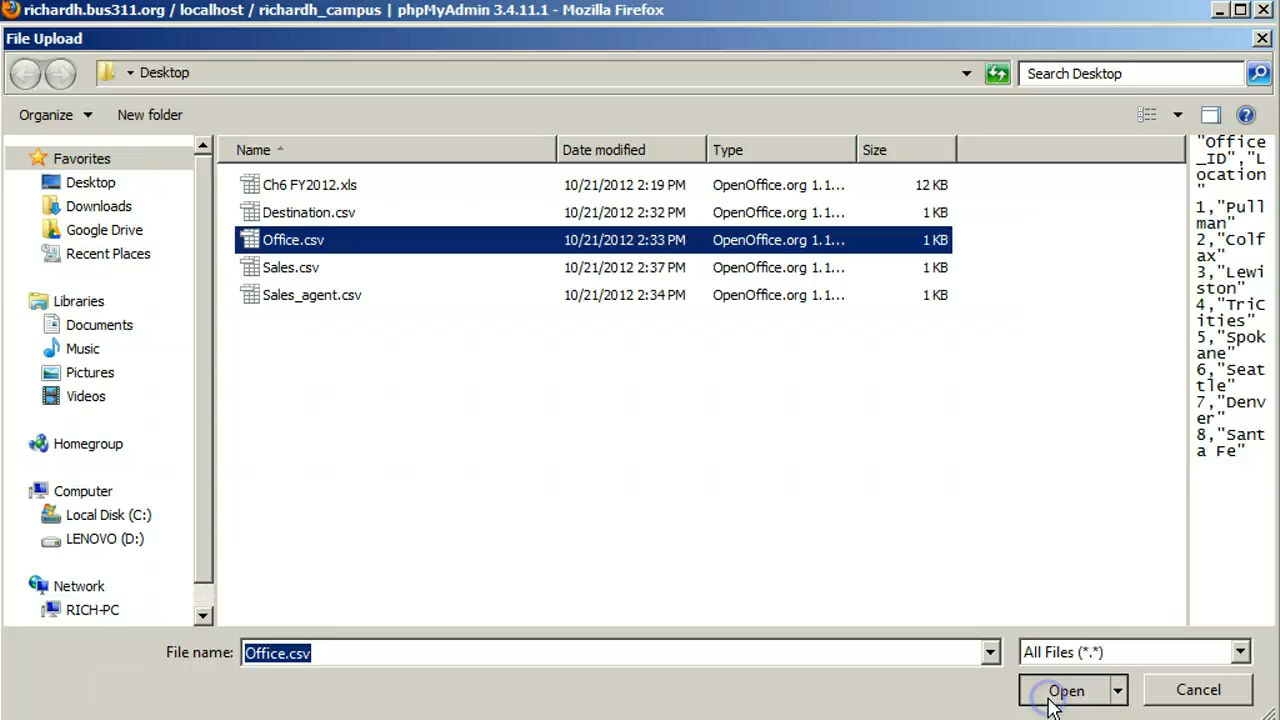 richardh.bus311.org / localhost / richardh_campus | phpMyAdmin 3.4.11.1 - Mozilla Firefox
File Upload
Desktop
Search Desktop
Organize
New folder
Name
Date modified
Type
Size
Favorites
Desktop
Downloads
Google Drive
Recent Places
Libraries
Documents
Music
Pictures
Videos
Homegroup
Computer
Local Disk (C:)
LENOVO (D:)
Network
RICH-PC
Ch6 FY2012.xls 10/21/2012 2:19 PM OpenOffice.org 1.1... 12 KB
Destination.csv 10/21/2012 2:32 PM OpenOffice.org 1.1... 1 KB
Office.csv 10/21/2012 2:33 PM OpenOffice.org 1.1... 1 KB
Sales.csv 10/21/2012 2:37 PM OpenOffice.org 1.1... 1 KB
Sales_agent.csv 10/21/2012 2:34 PM OpenOffice.org 1.1... 1 KB
"Office
_ID","L
ocation
"
1,"Pull
man"
2,"Colf
ax"
3,"Lewi
ston"
4,"TriC
ities"
5,"Spok
ane"
6,"Seat
tle"
7,"Denv
er"
8,"Sant
a Fe"
File name: Office.csv
All Files (*.*)
Open
Cancel